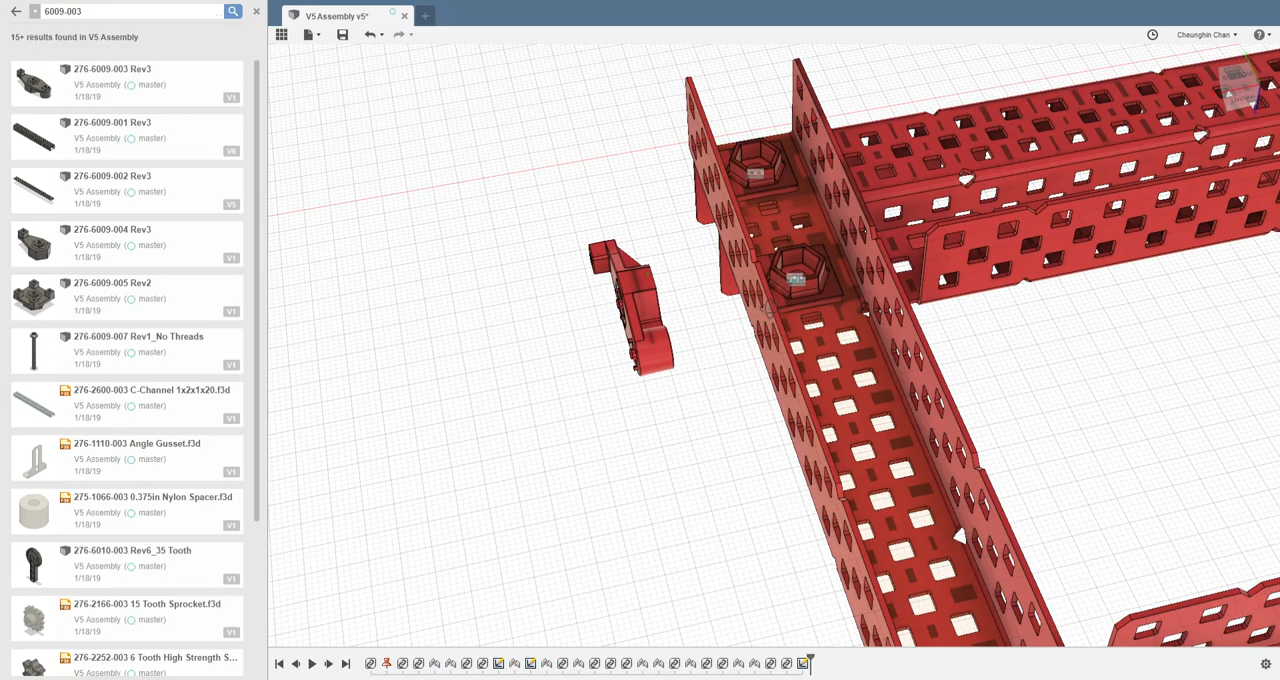 6009-003
V5 Assembly v5*
15+ results found in V5 Assembly
Cheunghin Chan
276-6009-003 Rev3
V5 Assembly (master)
1/18/19
V1
276-6009-001 Rev3
V5 Assembly (master)
1/18/19
V6
276-6009-002 Rev3
V5 Assembly (master)
1/18/19
V5
276-6009-004 Rev3
V5 Assembly (master)
1/18/19
V1
276-6009-005 Rev2
V5 Assembly (master)
1/18/19
V1
276-6009-007 Rev1_No Threads
V5 Assembly (master)
1/18/19
V1
276-2600-003 C-Channel 1x2x1x20.f3d
V5 Assembly (master)
1/18/19
V1
276-1110-003 Angle Gusset.f3d
V5 Assembly (master)
1/18/19
V1
275-1066-003 0.375in Nylon Spacer.f3d
V5 Assembly (master)
1/18/19
V1
276-6010-003 Rev6_35 Tooth
V5 Assembly (master)
1/18/19
V1
276-2166-003 15 Tooth Sprocket.f3d
V5 Assembly (master)
1/18/19
V1
276-2252-003 6 Tooth High Strength S...
V5 Assembly (master)
BOTTOM
FRONT